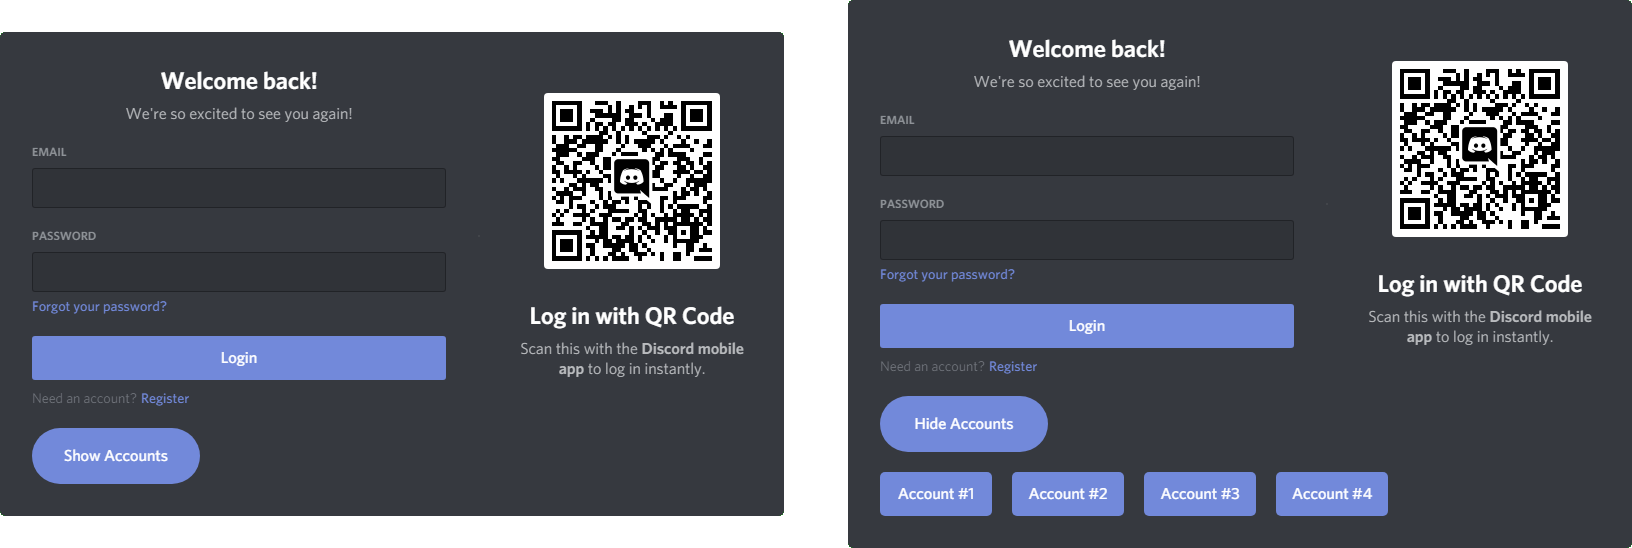 Welcome back!
We're so excited to see you again!
EMAIL
PASSWORD
Forgot your password?
Login
Need an account? Register
Show Accounts
Log in with QR Code
Scan this with the Discord mobile
app to log in instantly.
Welcome back!
We're so excited to see you again!
EMAIL
PASSWORD
Forgot your password?
Login
Need an account? Register
Hide Accounts
Account #1
Account #2
Account #3
Account #4
Log in with QR Code
Scan this with the Discord mobile
app to log in instantly.